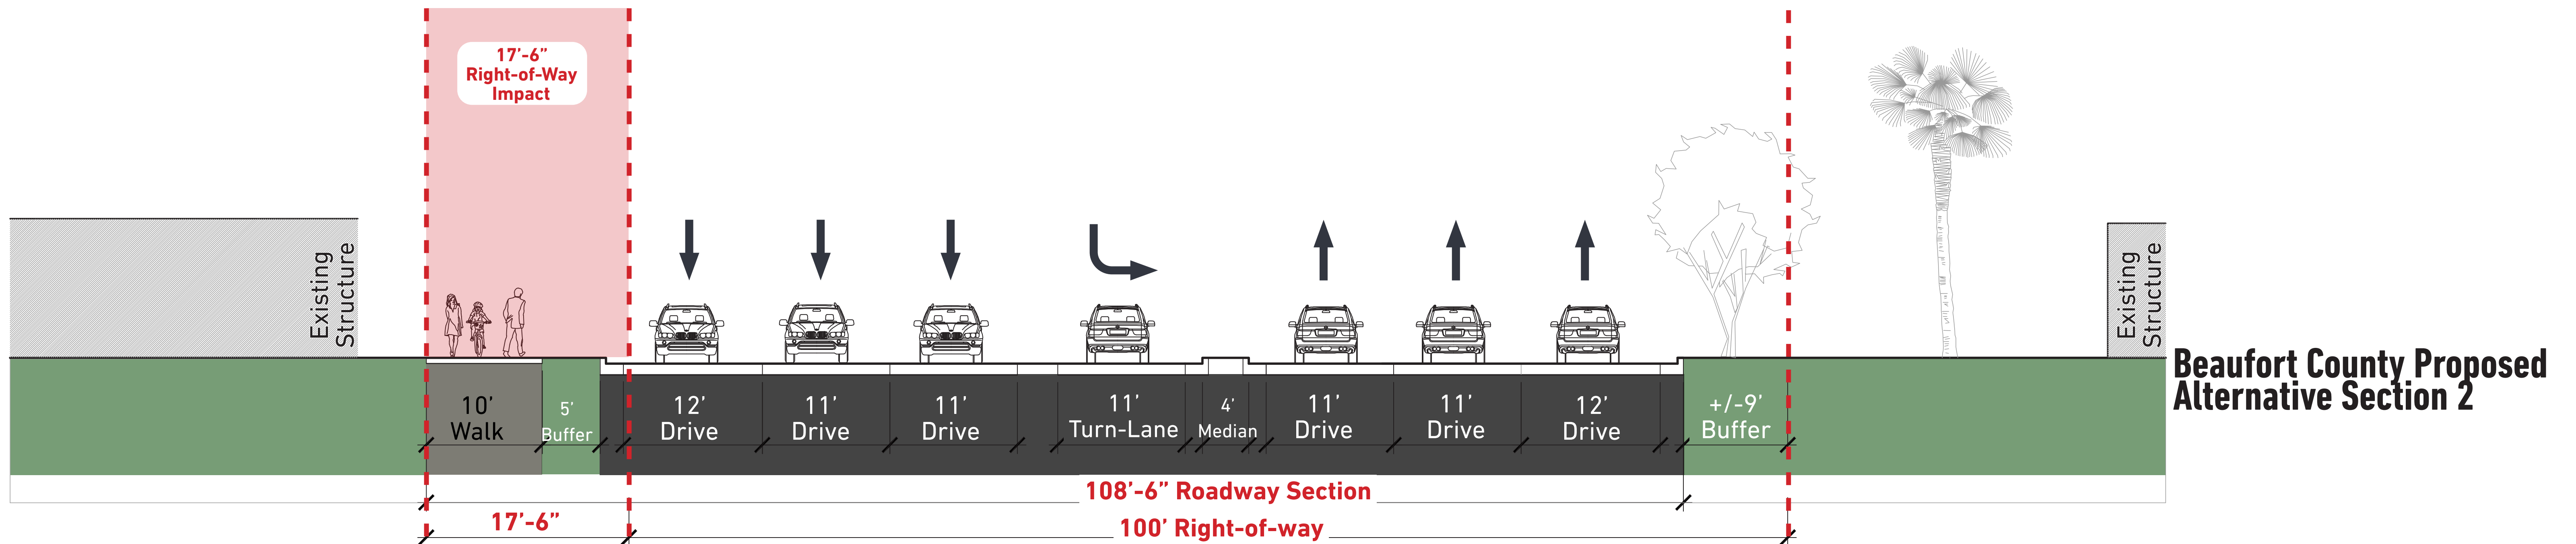 17'-6"
Right-of-Way
Impact
Existing
Structure
Existing
Structure
Beaufort County Proposed
Alternative Section 2
10'
Walk
5'
Buffer
12'
Drive
11'
Drive
11'
Drive
11'
Turn-Lane
4'
Median
11'
Drive
11'
Drive
12'
Drive
+/-9'
Buffer
108'-6" Roadway Section
17'-6"
100' Right-of-way